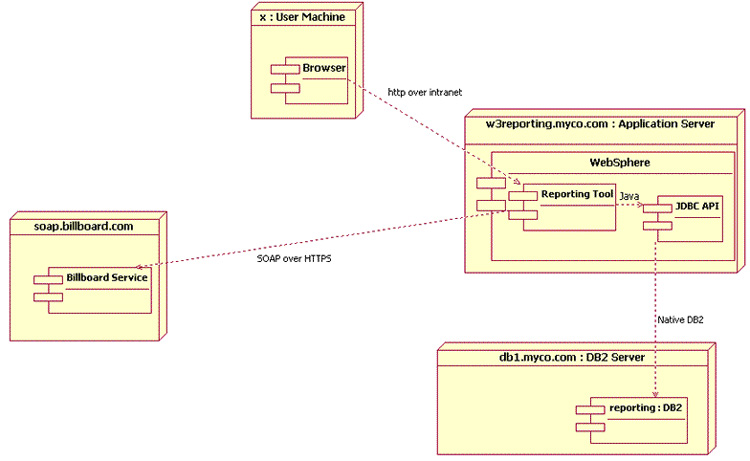 x : User Machine
Browser
http over intranet
w3reporting.myco.com : Application Server
WebSphere
Reporting Tool
Java
JDBC API
soap.billboard.com
Billboard Service
SOAP over HTTPS
Native DB2
db1.myco.com : DB2 Server
reporting : DB2